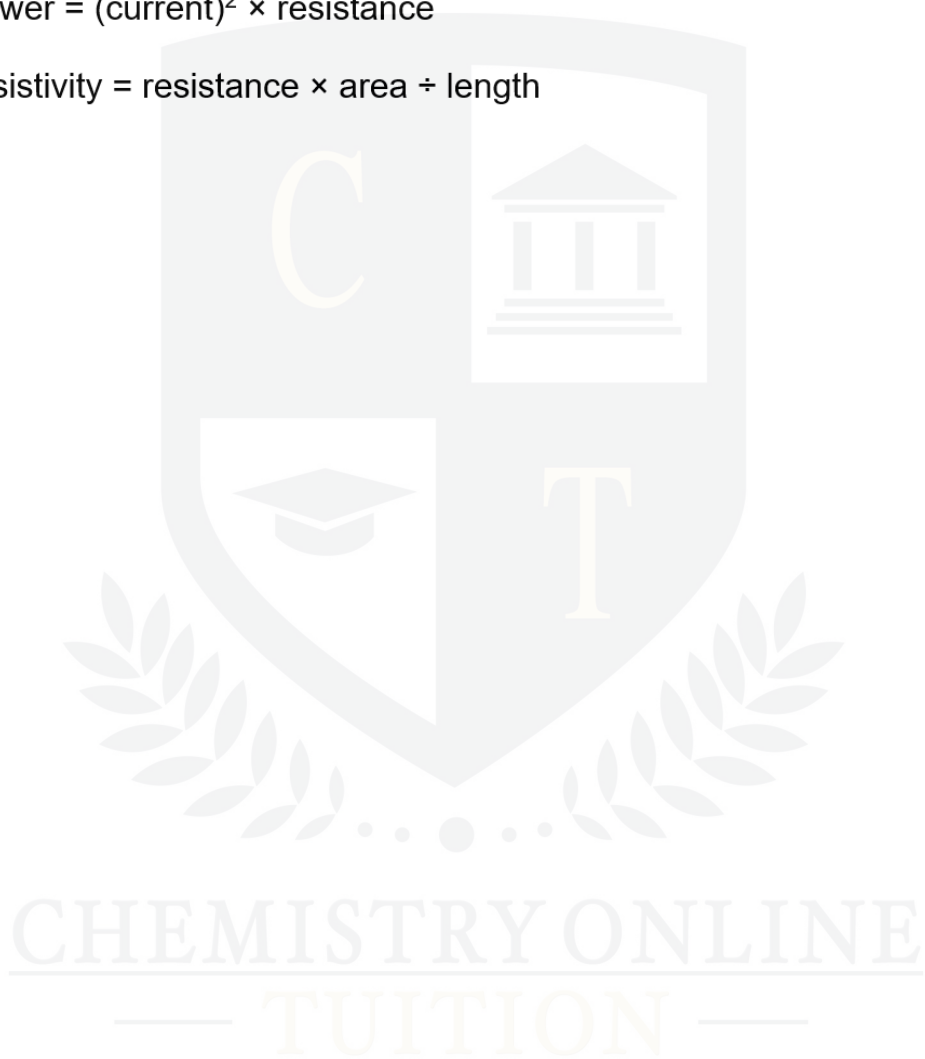 wer = (current)² × resistance
sistivity = resistance × area ÷ length
C
T
CHEMISTRY ONLINE
TUITION